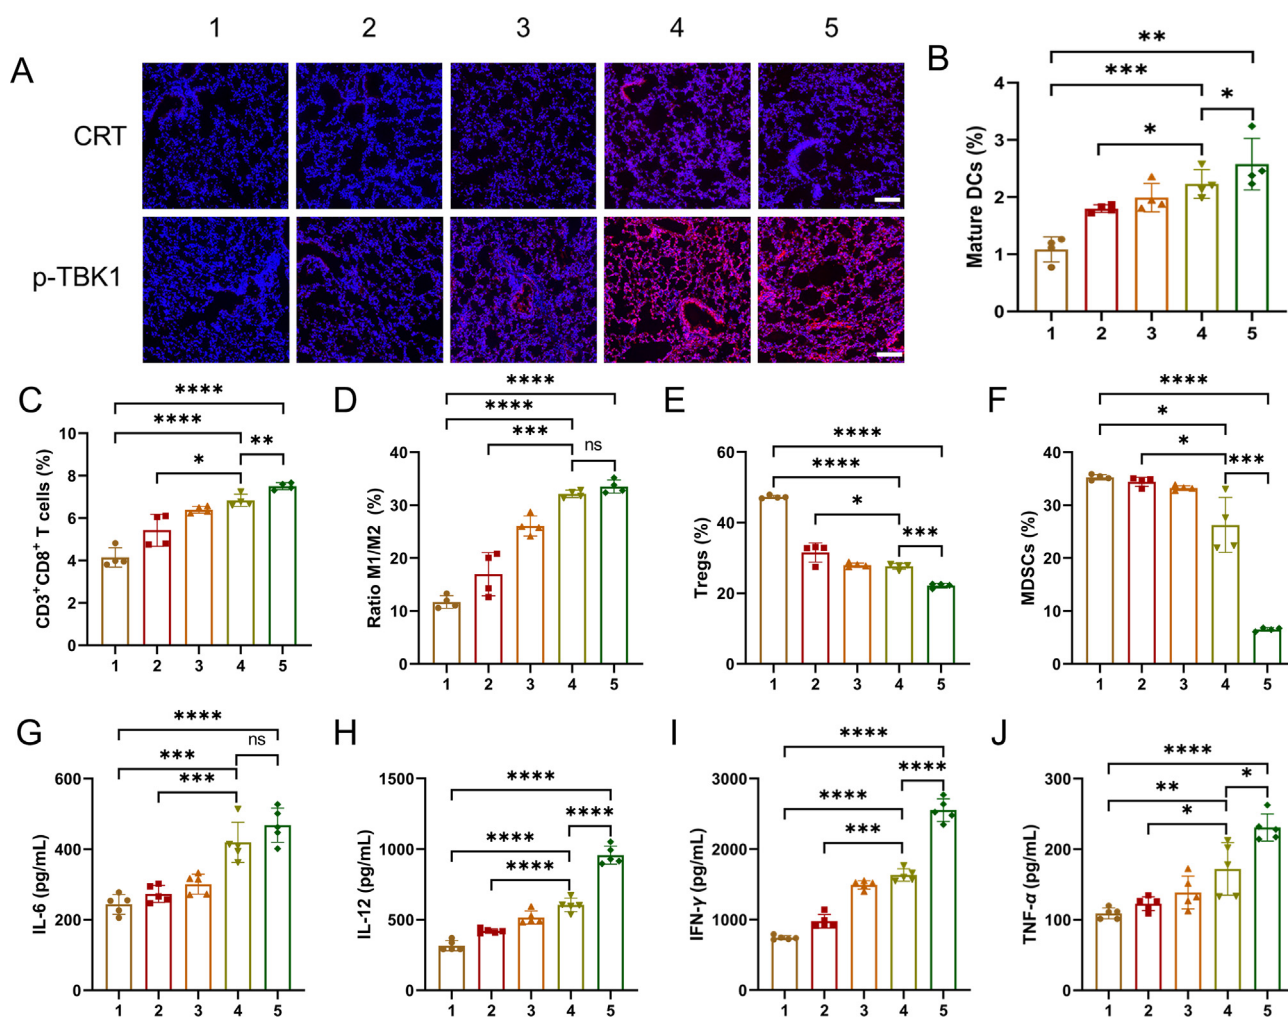 1 2 3 4 5
A
CRT
p-TBK1
B
** 
***
*
*
Mature DCs (%)
4
3
2
1
0
1 2 3 4 5
C
****
****
**
*
CD3+CD8+ T cells (%)
10
8
6
4
2
0
1 2 3 4 5
D
****
****
***
ns
Ratio M1/M2 (%)
40
30
20
10
0
1 2 3 4 5
E
****
****
*
***
Tregs (%)
60
40
20
0
1 2 3 4 5
F
****
*
*
***
MDSCs (%)
40
30
20
10
0
1 2 3 4 5
G
****
ns
***
***
IL-6 (pg/mL)
600
400
200
0
1 2 3 4 5
H
****
****
****
****
IL-12 (pg/mL)
1500
1000
500
0
1 2 3 4 5
I
****
****
****
***
IFN-γ (pg/mL)
3000
2000
1000
0
1 2 3 4 5
J
****
*
**
*
TNF-α (pg/mL)
300
200
100
0
1 2 3 4 5